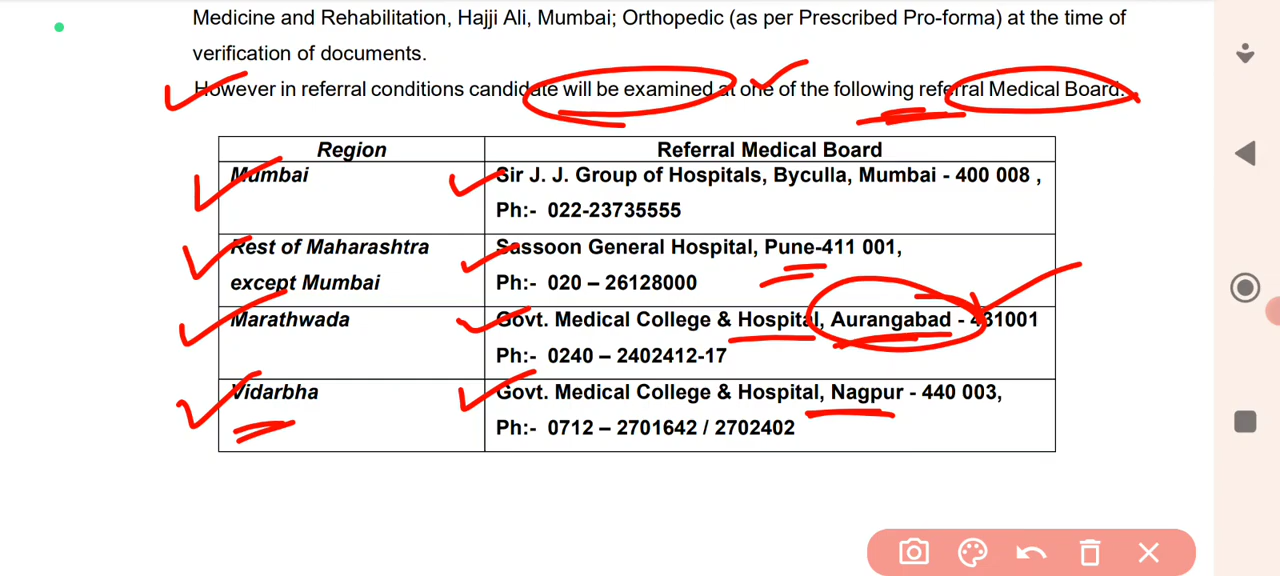 Medicine and Rehabilitation, Hajji Ali, Mumbai; Orthopedic (as per Prescribed Pro-forma) at the time of
verification of documents.
However in referral conditions candidate will be examined at one of the following referral Medical Board.
Region Referral Medical Board
Mumbai Sir J. J. Group of Hospitals, Byculla, Mumbai - 400 008 ,
Ph:- 022-23735555
Rest of Maharashtra Sassoon General Hospital, Pune-411 001,
except Mumbai Ph:- 020 – 26128000
Marathwada Govt. Medical College & Hospital, Aurangabad - 431001
Ph:- 0240 – 2402412-17
Vidarbha Govt. Medical College & Hospital, Nagpur - 440 003,
Ph:- 0712 – 2701642 / 2702402